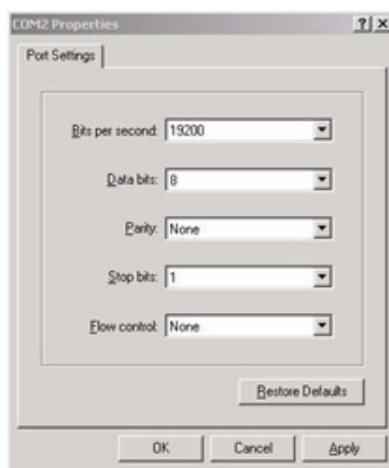 COM2 Properties
Port Settings
Bits per second: 19200
Data bits: 8
Parity: None
Stop bits: 1
Flow control: None
Restore Defaults
OK Cancel Apply